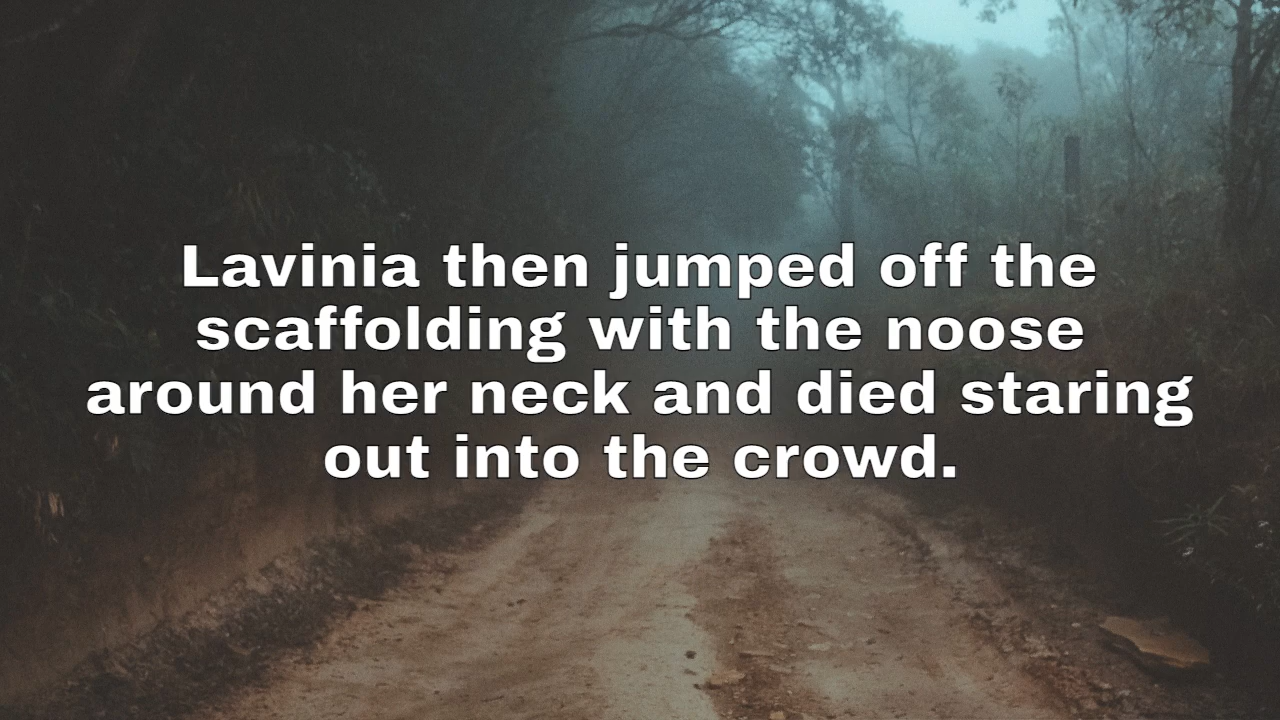 Lavinia then jumped off the
scaffolding with the noose
around her neck and died staring
out into the crowd.